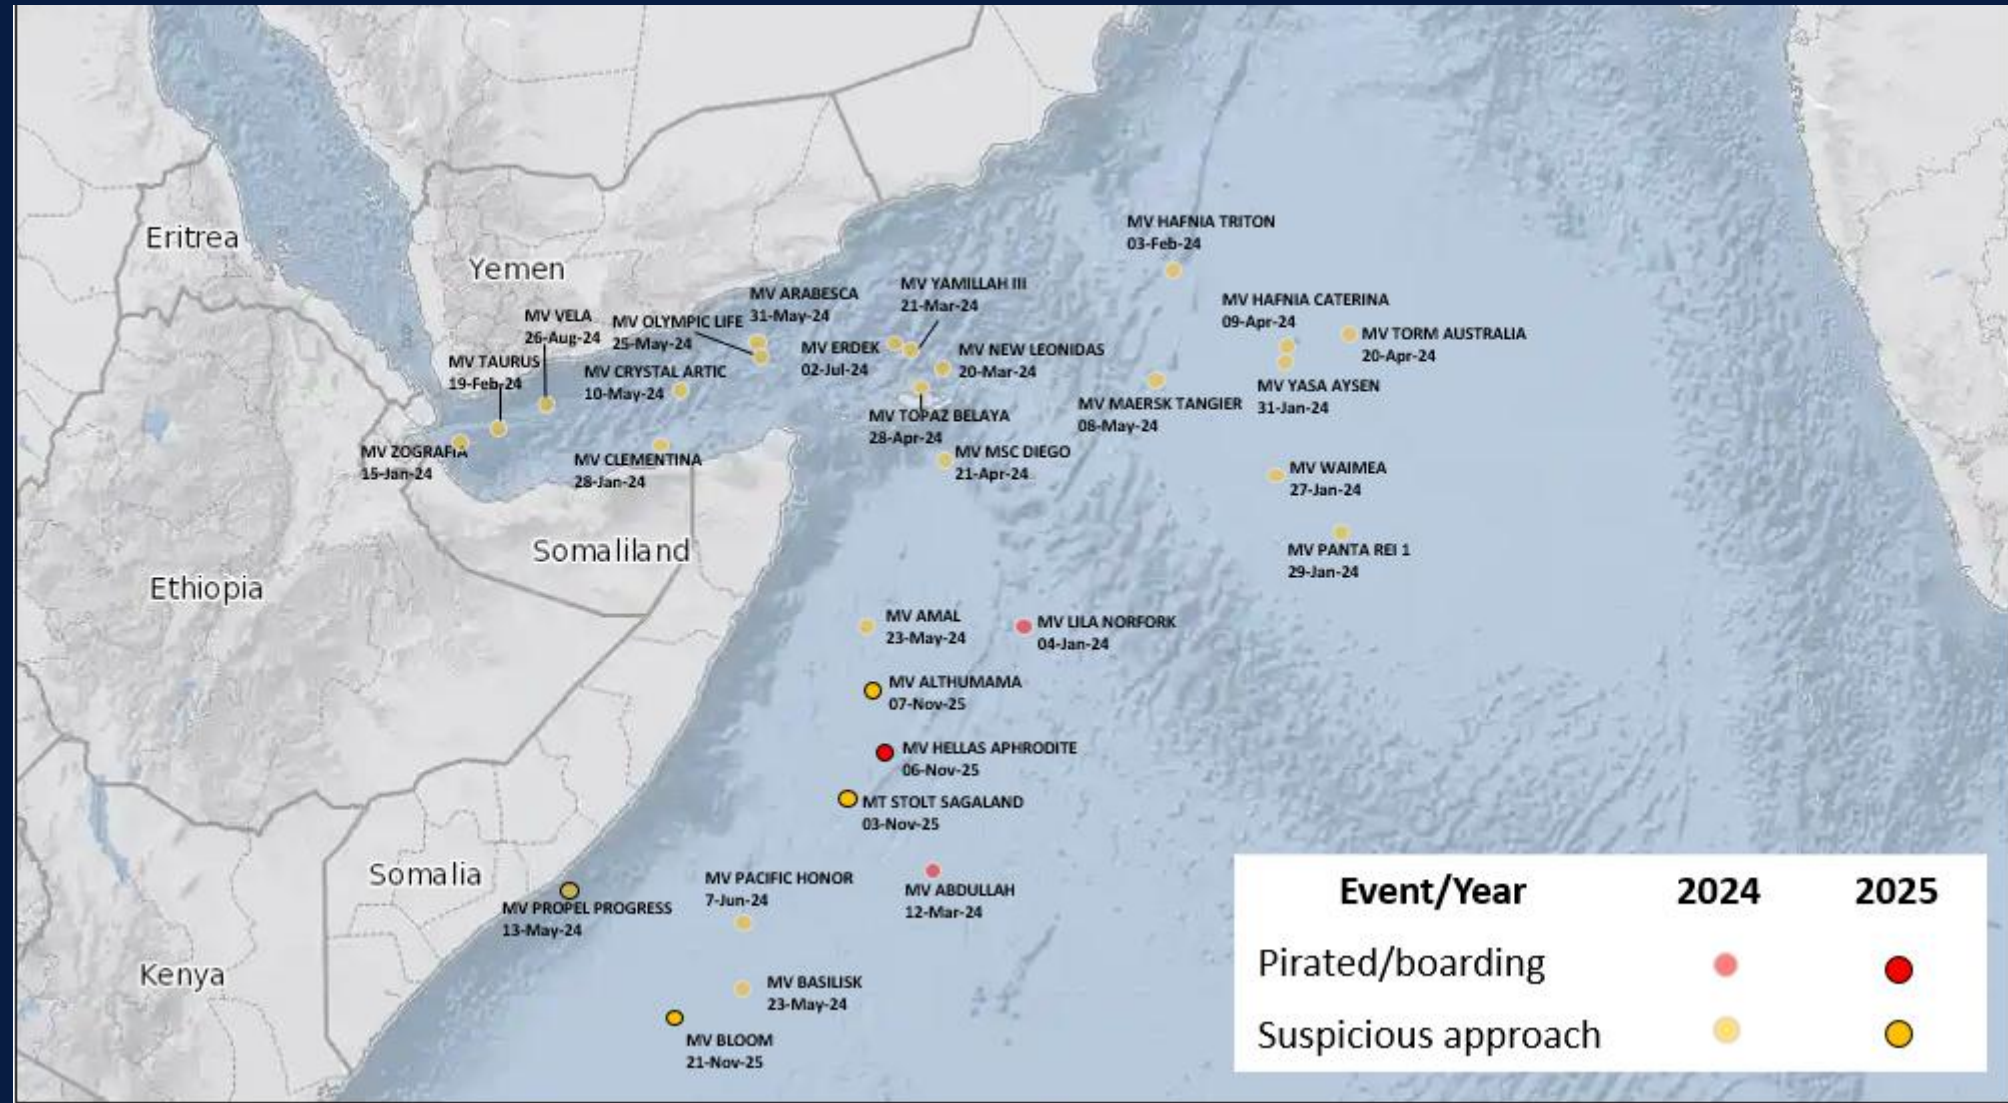 Eritrea
Yemen
Ethiopia
Somaliland
Somalia
Kenya
MV HAFNIA TRITON
03-Feb-24
MV YAMILLAH III
21-Mar-24
MV ARABESCA
31-May-24
MV HAFNIA CATERINA
09-Apr-24
MV VELA
26-Aug-24
MV OLYMPIC LIFE
25-May-24
MV TORM AUSTRALIA
20-Apr-24
MV ERDEK
02-Jul-24
MV NEW LEONIDAS
20-Mar-24
MV TAURUS
19-Feb-24
MV CRYSTAL ARTIC
10-May-24
MV YASA AYSEN
31-Jan-24
MV MAERSK TANGIER
08-May-24
MV TOPAZ BELAYA
28-Apr-24
MV ZOGRAFIA
15-Jan-24
MV CLEMENTINA
28-Jan-24
MV MSC DIEGO
21-Apr-24
MV WAIMEA
27-Jan-24
MV PANTA REI 1
29-Jan-24
MV AMAL
23-May-24
MV LILA NORFORK
04-Jan-24
MV ALTHUMAMA
07-Nov-25
MV HELLAS APHRODITE
06-Nov-25
MT STOLT SAGALAND
03-Nov-25
MV PACIFIC HONOR
7-Jun-24
MV ABDULLAH
12-Mar-24
MV PROPEL PROGRESS
13-May-24
MV BASILISK
23-May-24
MV BLOOM
21-Nov-25
Event/Year 2024 2025
Pirated/boarding
Suspicious approach